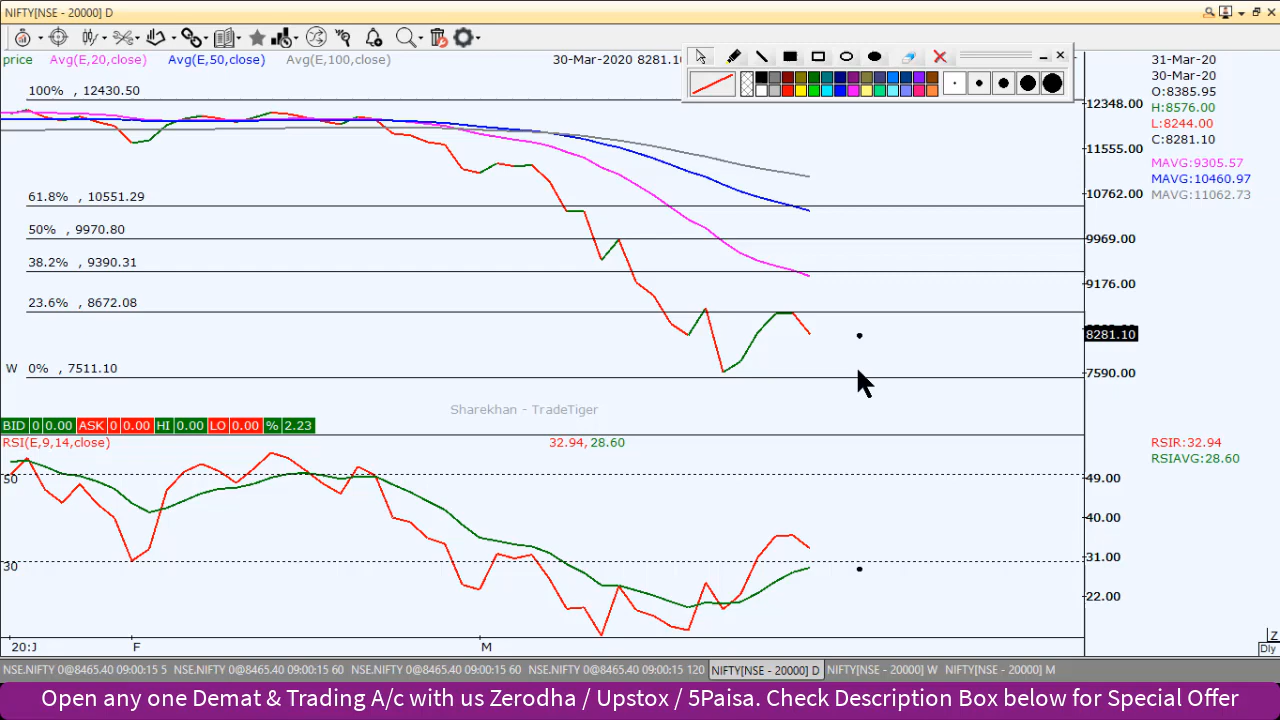 NIFTY[NSE - 20000] D
price Avg(E,20,close) Avg(E,50,close) Avg(E,100,close) 30-Mar-2020 8281.10
31-Mar-20
30-Mar-20
O:8385.95
H:8576.00
L:8244.00
C:8281.10
MAVG:9305.57
MAVG:10460.97
MAVG:11062.73
100% , 12430.50
61.8% , 10551.29
50% , 9970.80
38.2% , 9390.31
23.6% , 8672.08
W 0% , 7511.10
12348.00
11555.00
10762.00
9969.00
9176.00
8281.10
7590.00
Sharekhan - TradeTiger
BID 0 0.00 ASK 0 0.00 HI 0.00 LO 0.00 % 2.23
RSI(E,9,14,close) 32.94, 28.60
RSIR:32.94
RSIAVG:28.60
50
30
49.00
40.00
31.00
22.00
20:J F M
Z
Dly
NSE.NIFTY 0@8465.40 09:00:15 5 NSE.NIFTY 0@8465.40 09:00:15 60 NSE.NIFTY 0@8465.40 09:00:15 60 NSE.NIFTY 0@8465.40 09:00:15 120 NIFTY[NSE - 20000] D NIFTY[NSE - 20000] W NIFTY[NSE - 20000] M
Open any one Demat & Trading A/c with us Zerodha / Upstox / 5Paisa. Check Description Box below for Special Offer